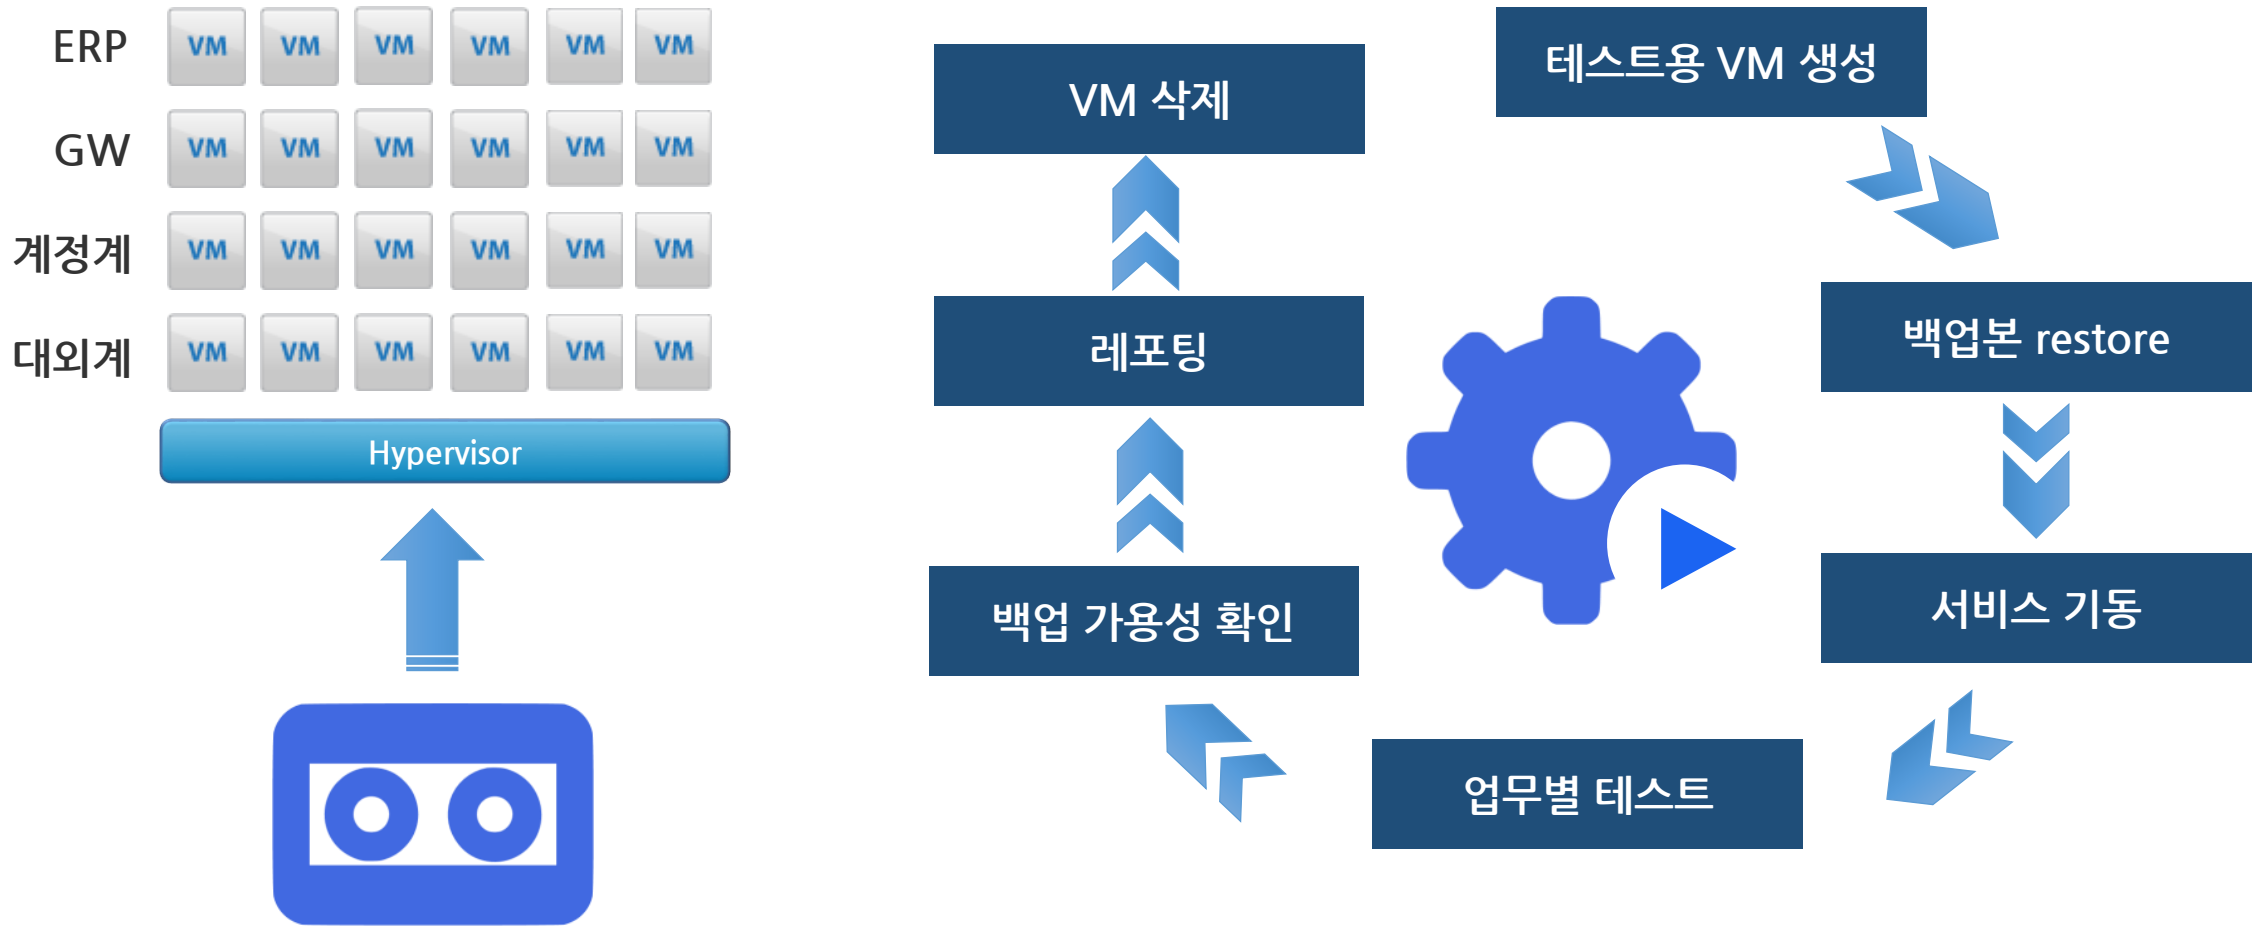 ERP VM VM VM VM VM VM
GW VM VM VM VM VM VM
계정계 VM VM VM VM VM VM
대외계 VM VM VM VM VM VM
Hypervisor
테스트용 VM 생성
백업본 restore
서비스 기동
업무별 테스트
백업 가용성 확인
레포팅
VM 삭제